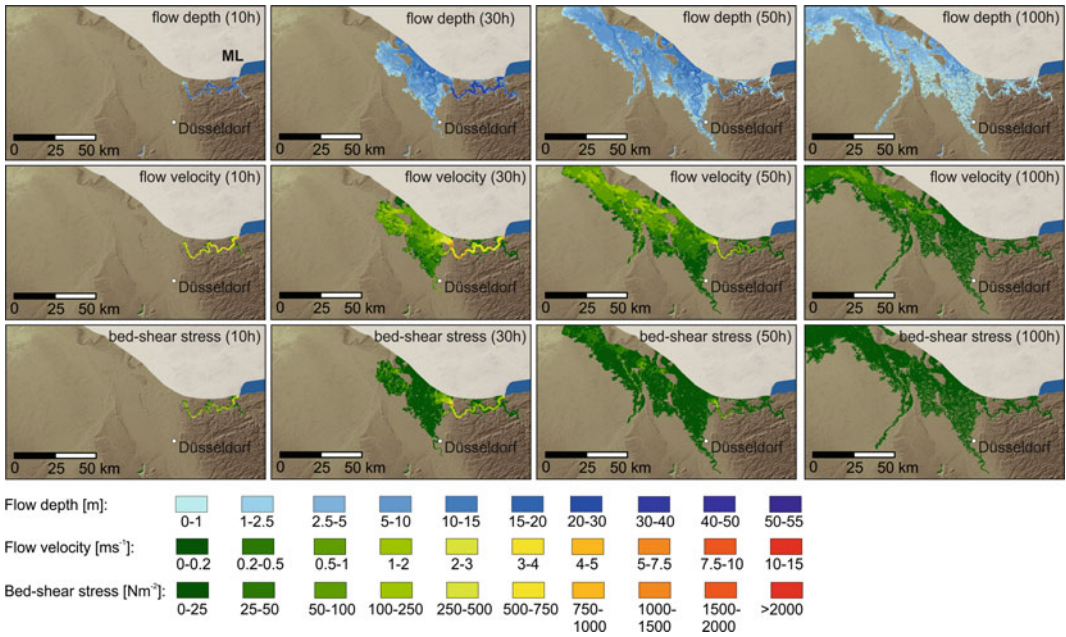 flow depth (10h)
ML
Düsseldorf
0 25 50 km
flow depth (30h)
Düsseldorf
0 25 50 km
flow depth (50h)
Düsseldorf
0 25 50 km
flow depth (100h)
Düsseldorf
0 25 50 km
flow velocity (10h)
Düsseldorf
0 25 50 km
flow velocity (30h)
Düsseldorf
0 25 50 km
flow velocity (50h)
Düsseldorf
0 25 50 km
flow velocity (100h)
Düsseldorf
0 25 50 km
bed-shear stress (10h)
Düsseldorf
0 25 50 km
bed-shear stress (30h)
Düsseldorf
0 25 50 km
bed-shear stress (50h)
Düsseldorf
0 25 50 km
bed-shear stress (100h)
Düsseldorf
0 25 50 km
Flow depth [m]:
0-1 1-2.5 2.5-5 5-10 10-15 15-20 20-30 30-40 40-50 50-55
Flow velocity [ms⁻¹]
0-0.2 0.2-0.5 0.5-1 1-2 2-3 3-4 4-5 5-7.5 7.5-10 10-15
Bed-shear stress [Nm⁻²]
0-25 25-50 50-100 100-250 250-500 500-750 750- 1000- 1500- >2000
1000 1500 2000